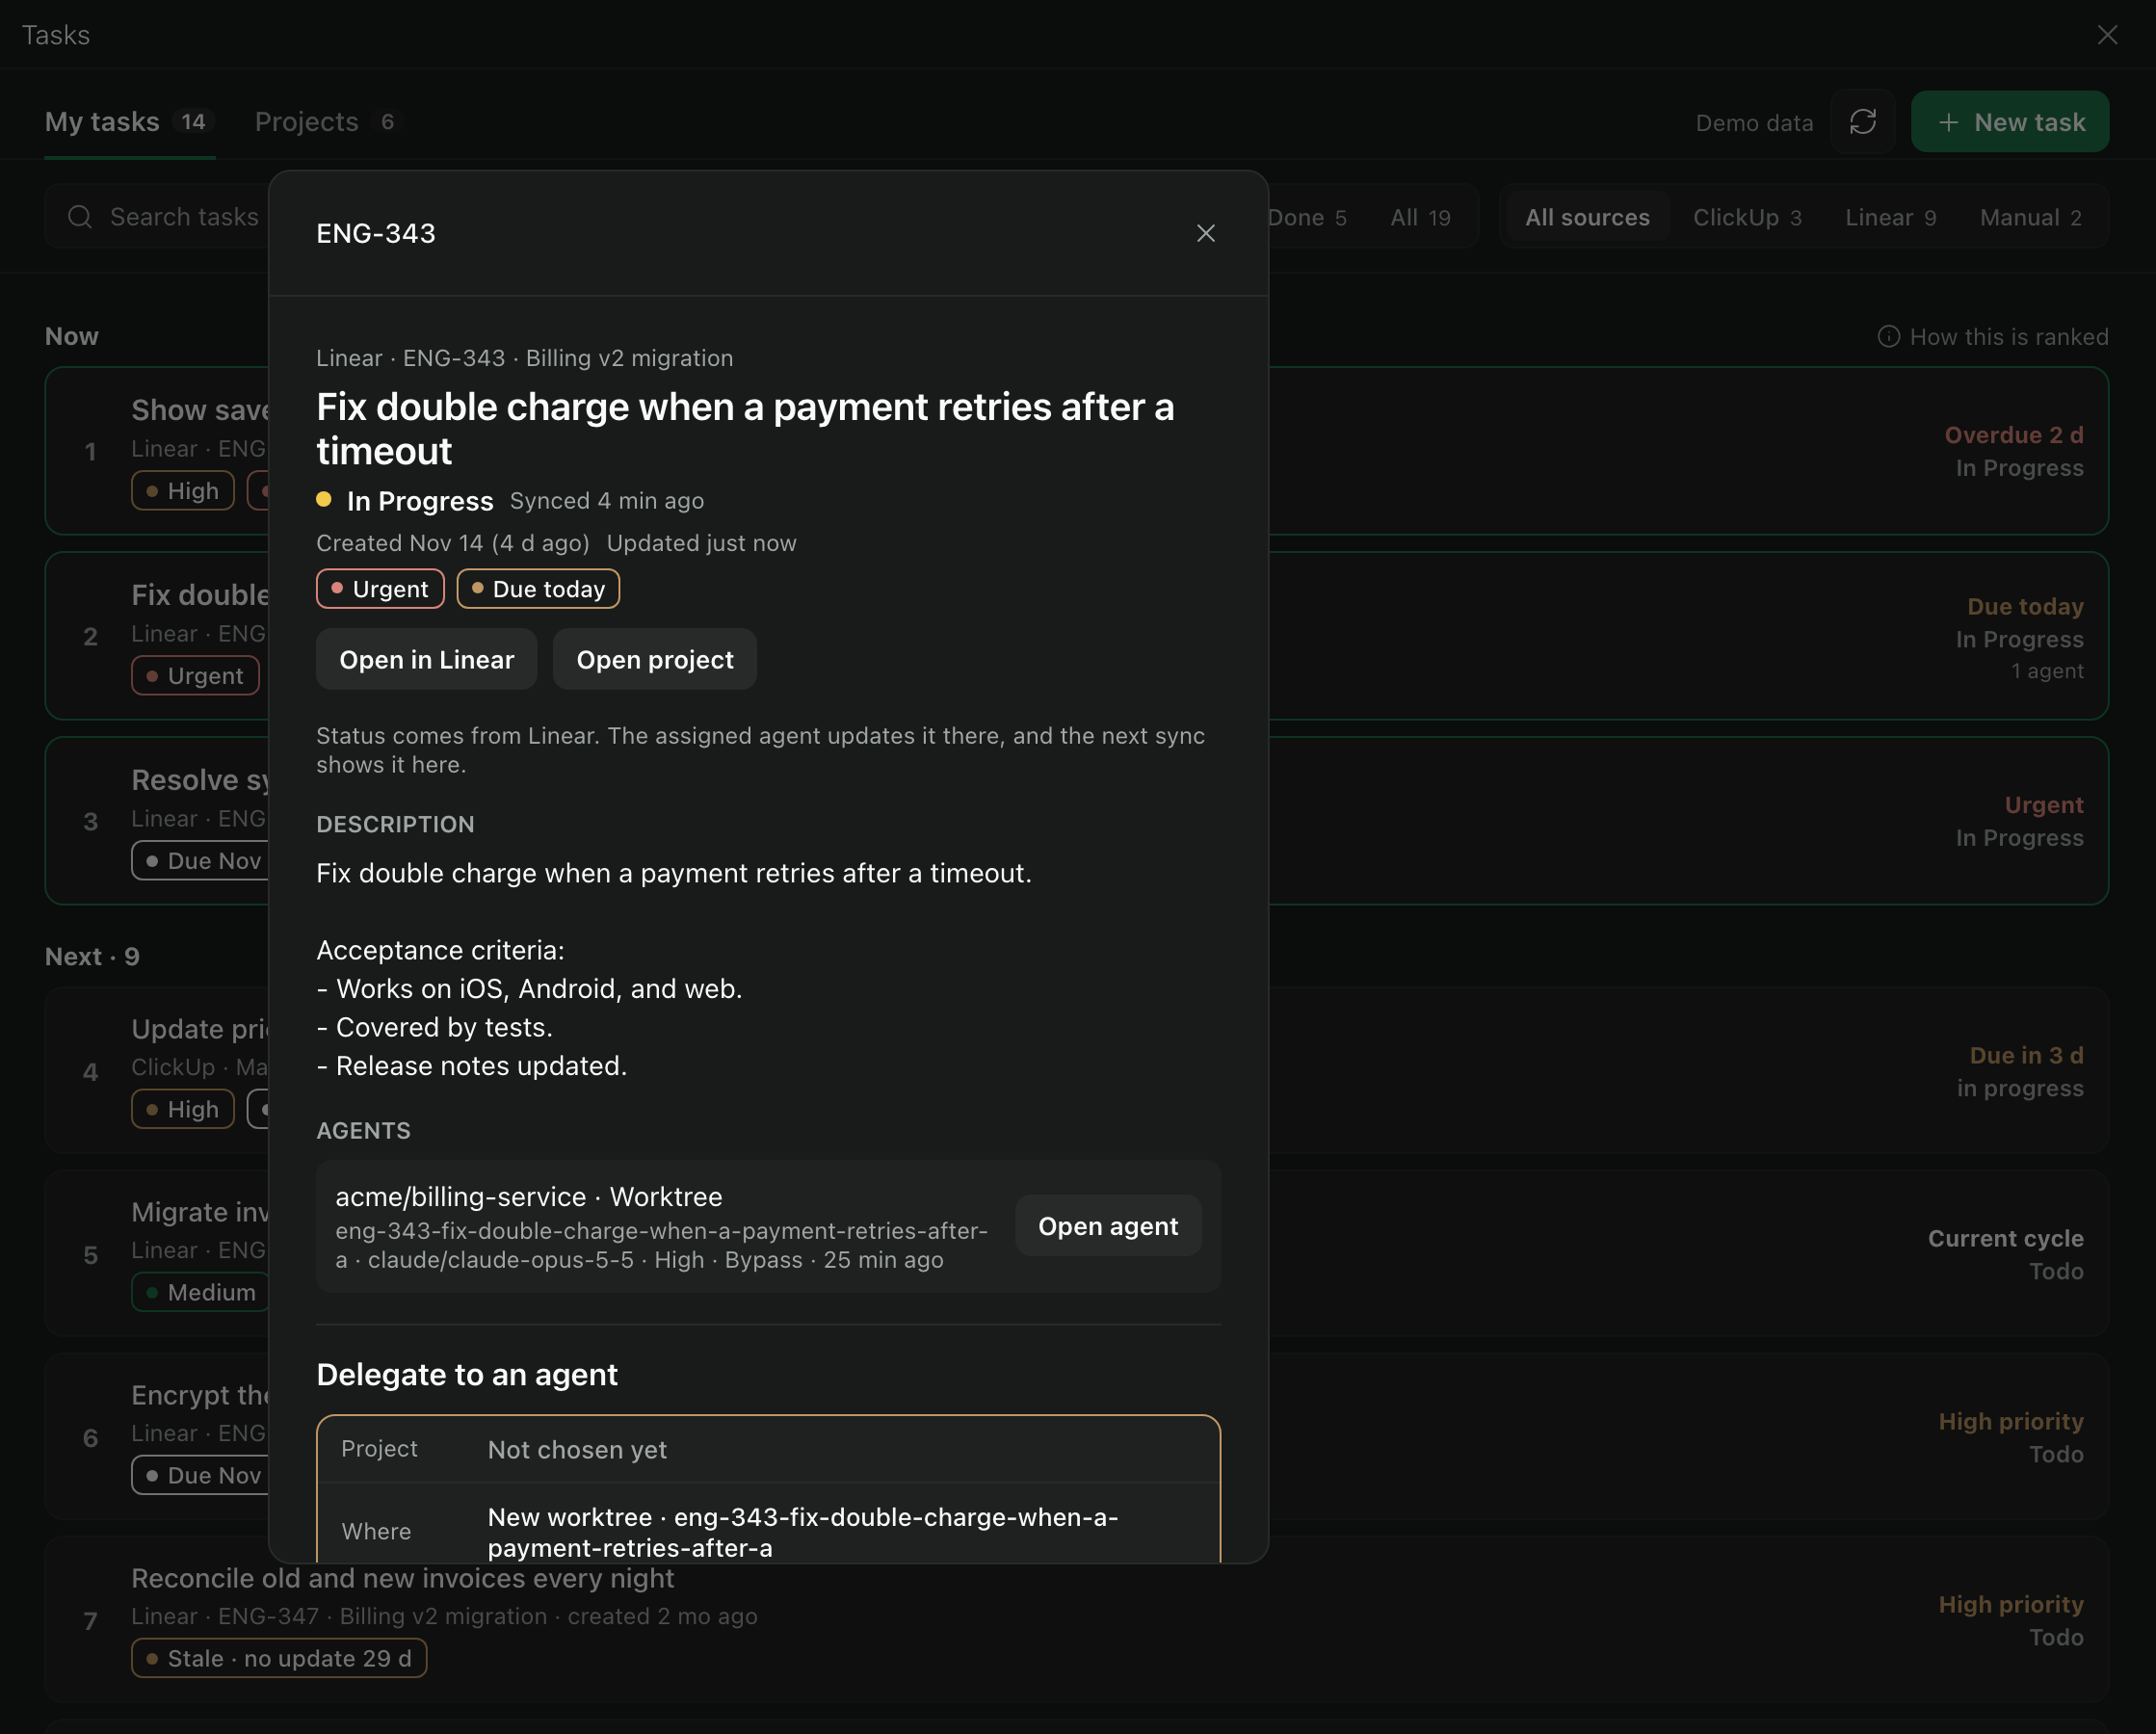 Tasks
My tasks 14 Projects 6
Demo data
New task
Search tasks
Done 5 All 19
All sources ClickUp 3 Linear 9 Manual 2
Now
How this is ranked
1
Show save
Linear · ENG
High
Overdue 2 d
In Progress
2
Fix double
Linear · ENG
Urgent
Due today
In Progress
1 agent
3
Resolve sy
Linear · ENG
Due Nov
Urgent
In Progress
Next · 9
4
Update pri
ClickUp · Ma
High
Due in 3 d
in progress
5
Migrate inv
Linear · ENG
Medium
Current cycle
Todo
6
Encrypt the
Linear · ENG
Due Nov
High priority
Todo
7
Reconcile old and new invoices every night
Linear · ENG-347 · Billing v2 migration · created 2 mo ago
Stale · no update 29 d
High priority
Todo
ENG-343
Linear · ENG-343 · Billing v2 migration
Fix double charge when a payment retries after a
timeout
In Progress Synced 4 min ago
Created Nov 14 (4 d ago) Updated just now
Urgent Due today
Open in Linear Open project
Status comes from Linear. The assigned agent updates it there, and the next sync
shows it here.
DESCRIPTION
Fix double charge when a payment retries after a timeout.
Acceptance criteria:
- Works on iOS, Android, and web.
- Covered by tests.
- Release notes updated.
AGENTS
acme/billing-service · Worktree
eng-343-fix-double-charge-when-a-payment-retries-after-
a · claude/claude-opus-5-5 · High · Bypass · 25 min ago
Open agent
Delegate to an agent
Project Not chosen yet
Where New worktree · eng-343-fix-double-charge-when-a-
payment-retries-after-a